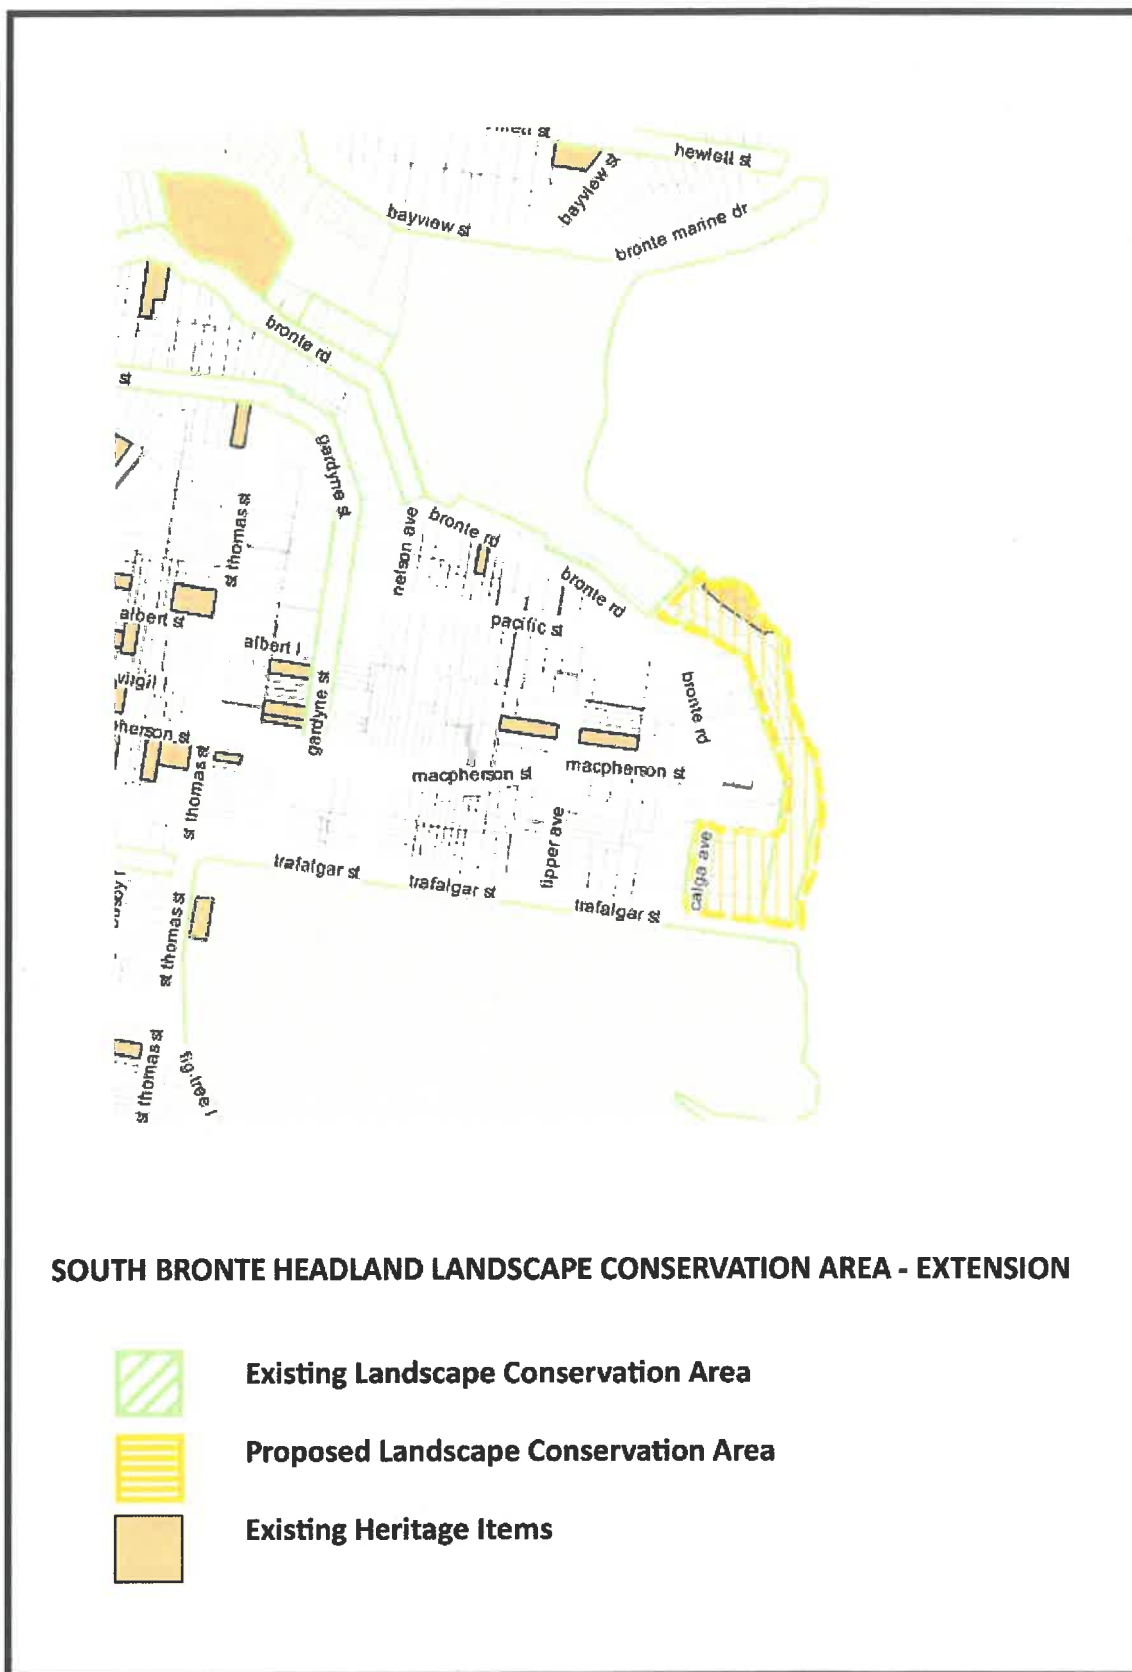 hewlett st
bayview st
bayview st
bronte marine dr
bronte rd
st
gardyne st
st thomas st
nelson ave
bronte rd
bronte rd
albert st
albert l
pacific st
virgil l
gardyne st
bronte rd
pherson st
st thomas st
macpherson st
macpherson st
tipper ave
calga ave
trafalgar st
trafalgar st
trafalgar st
st thomas st
st thomas st
fig tree l
SOUTH BRONTE HEADLAND LANDSCAPE CONSERVATION AREA - EXTENSION
Existing Landscape Conservation Area
Proposed Landscape Conservation Area
Existing Heritage Items